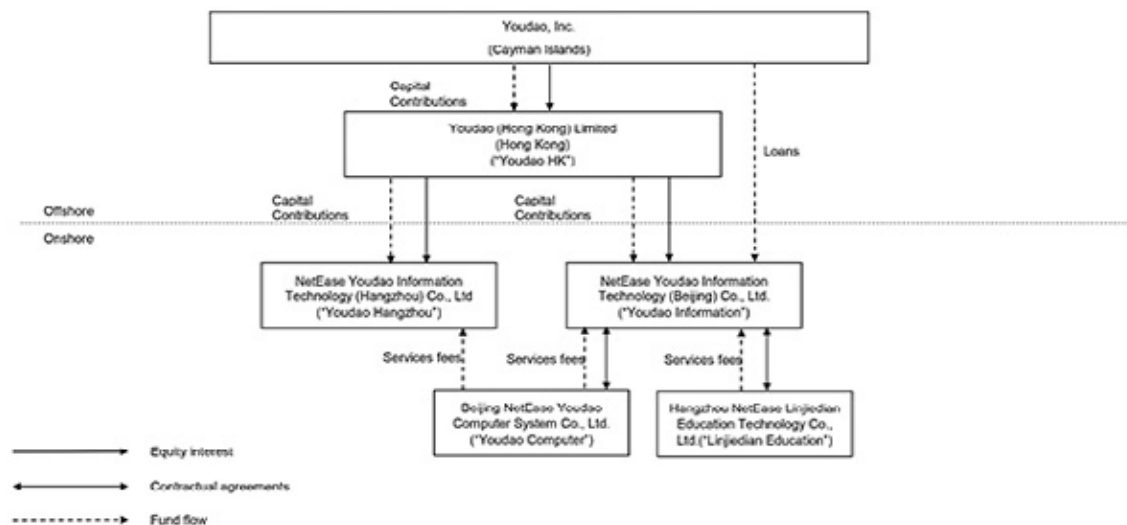 Youdao, Inc.
(Cayman Islands)
Capital
Contributions
Youdao (Hong Kong) Limited
(Hong Kong)
("Youdao HK")
Loans
Capital
Contributions
Capital
Contributions
Offshore
Onshore
NetEase Youdao Information
Technology (Hangzhou) Co., Ltd
("Youdao Hangzhou")
NetEase Youdao Information
Technology (Beijing) Co., Ltd.
("Youdao Information")
Services fees
Services fees
Services fees
Beijing NetEase Youdao
Computer System Co., Ltd.
("Youdao Computer")
Hangzhou NetEase Linjiedian
Education Technology Co.,
Ltd.("Linjiedian Education")
Equity interest
Contractual agreements
Fund flow